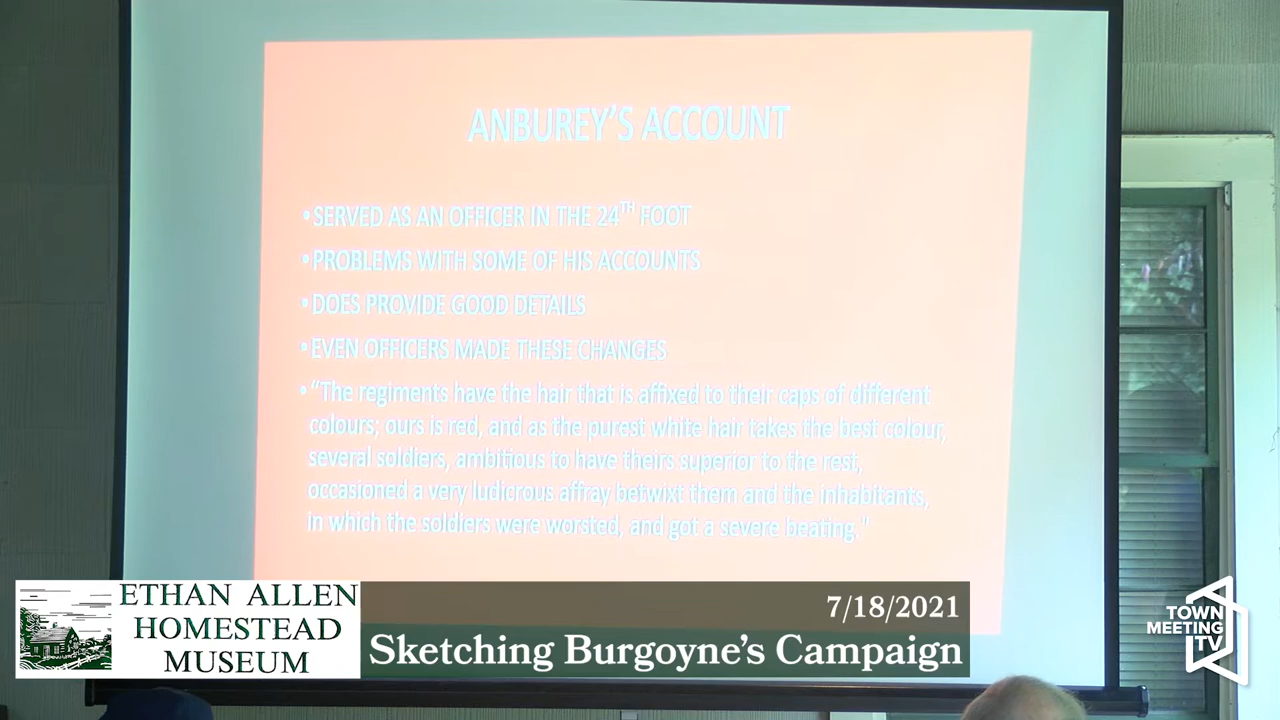 ANBUREY'S ACCOUNT
•SERVED AS AN OFFICER IN THE 24TH FOOT
•PROBLEMS WITH SOME OF HIS ACCOUNTS
•DOES PROVIDE GOOD DETAILS
•EVEN OFFICERS MADE THESE CHANGES
•"The regiments have the hair that is affixed to their caps of different
colours; ours is red, and as the purest white hair takes the best colour,
several soldiers, ambitious to have theirs superior to the rest,
occasioned a very ludicrous affray betwixt them and the inhabitants,
in which the soldiers were worsted, and got a severe beating."
ETHAN ALLEN
HOMESTEAD
MUSEUM
7/18/2021
Sketching Burgoyne's Campaign
TOWN
MEETING
TV